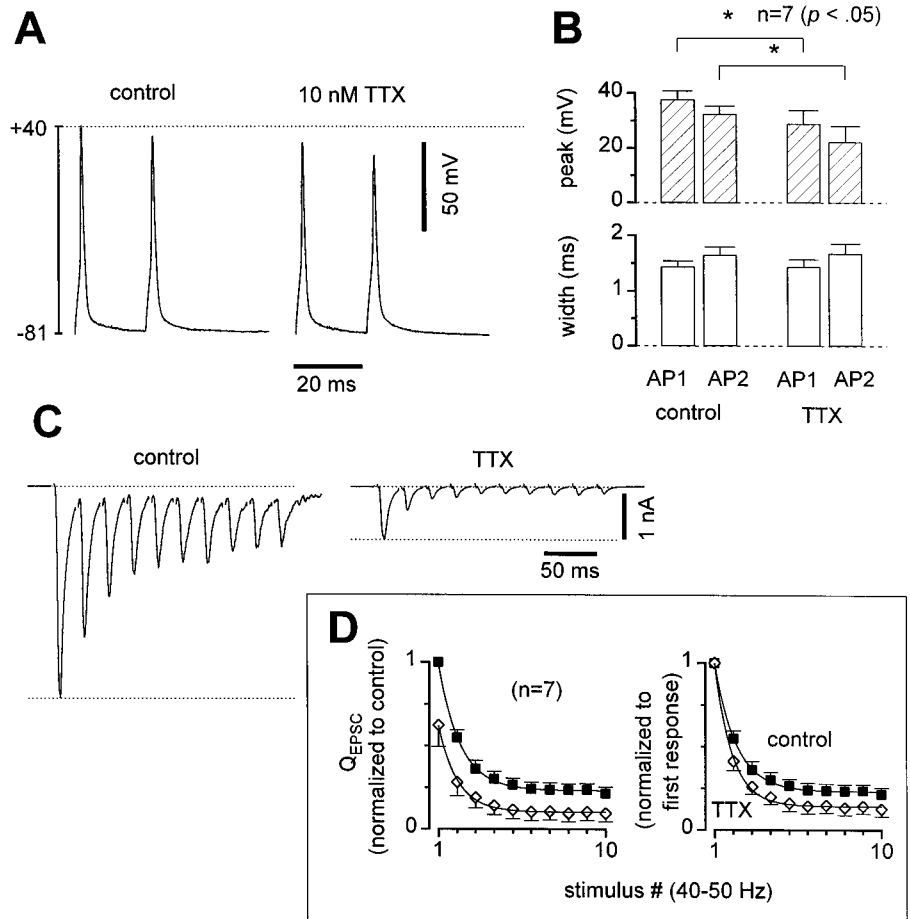 A
control
10 nM TTX
+40
-81
50 mV
20 ms
B
* n=7 (p < .05)
*
peak (mV)
40
20
0
width (ms)
2
1
0
AP1 AP2 AP1 AP2
control TTX
C
control
TTX
1 nA
50 ms
D
Q_EPSC
(normalized to control)
1
0
(n=7)
1 10
(normalized to
first response)
1
0
control
TTX
1 10
stimulus # (40-50 Hz)